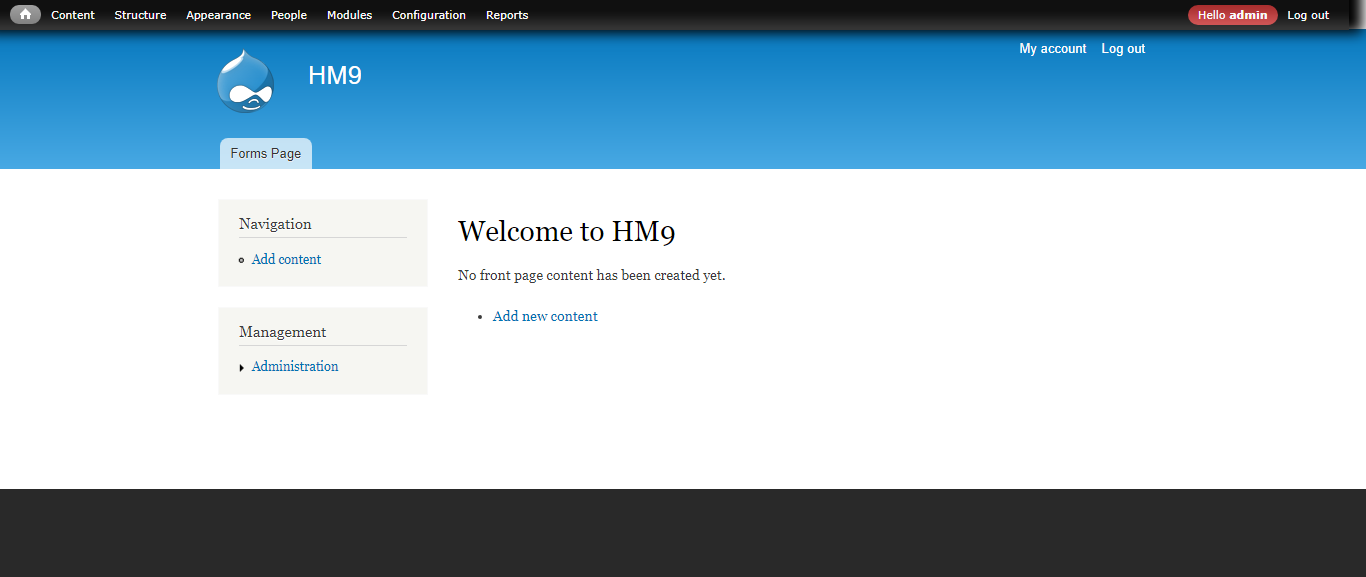 Content Structure Appearance People Modules Configuration Reports Hello admin Log out
My account Log out
HM9
Forms Page
Navigation
Add content
Management
Administration
Welcome to HM9
No front page content has been created yet.
Add new content